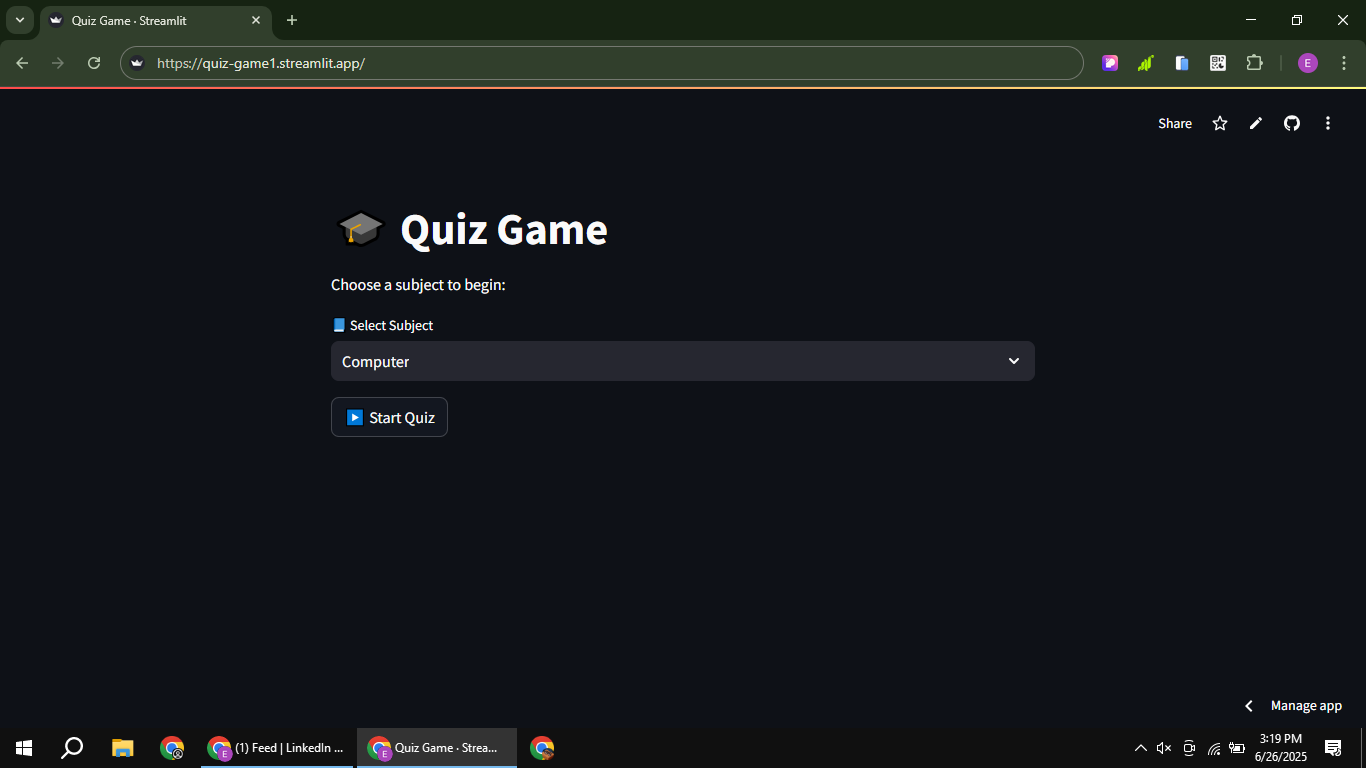 Quiz Game · Streamlit
https://quiz-game1.streamlit.app/
E
Share
Quiz Game
Choose a subject to begin:
Select Subject
Computer
Start Quiz
Manage app
(1) Feed | LinkedIn ...
E
Quiz Game · Strea...
E
3:19 PM
6/26/2025